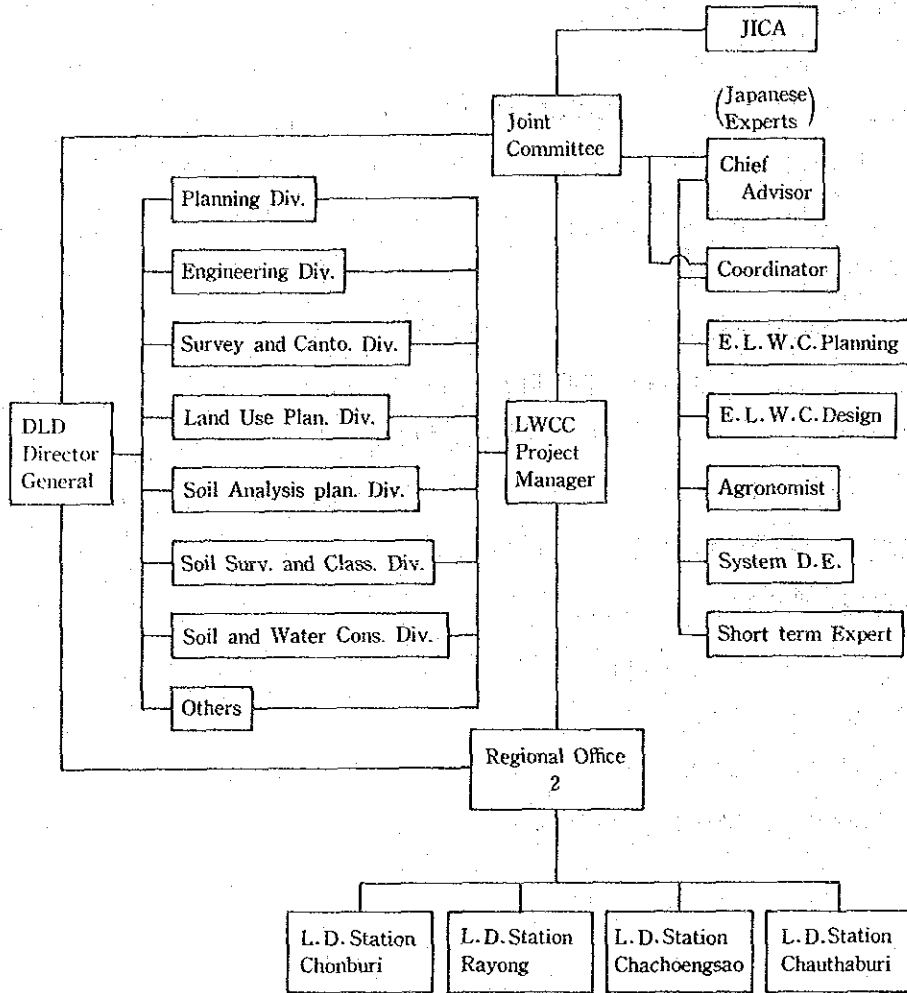 JICA
(Japanese
Experts)
Joint
Committee
Chief
Advisor
Planning Div.
Engineering Div.
Coordinator
Survey and Canto. Div.
E.L.W.C.Planning
DLD
Director
General
Land Use Plan. Div.
LWCC
Project
Manager
E.L.W.C.Design
Soil Analysis plan. Div.
Agronomist
Soil Surv. and Class. Div.
System D.E.
Soil and Water Cons. Div.
Short term Expert
Others
Regional Office
2
L.D.Station
Chonburi
L.D.Station
Rayong
L.D.Station
Chachoengsao
L.D.Station
Chauthaburi